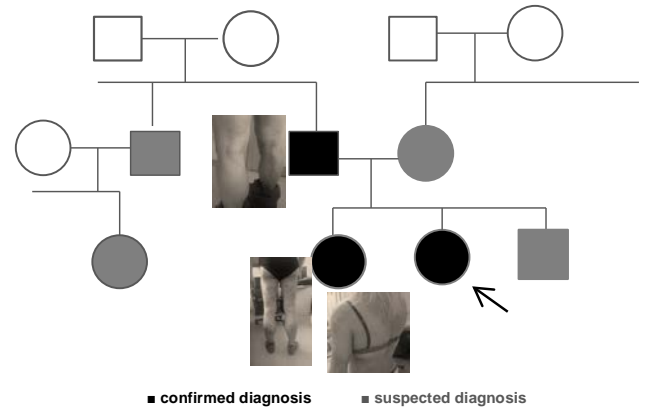 ■ confirmed diagnosis ■ suspected diagnosis